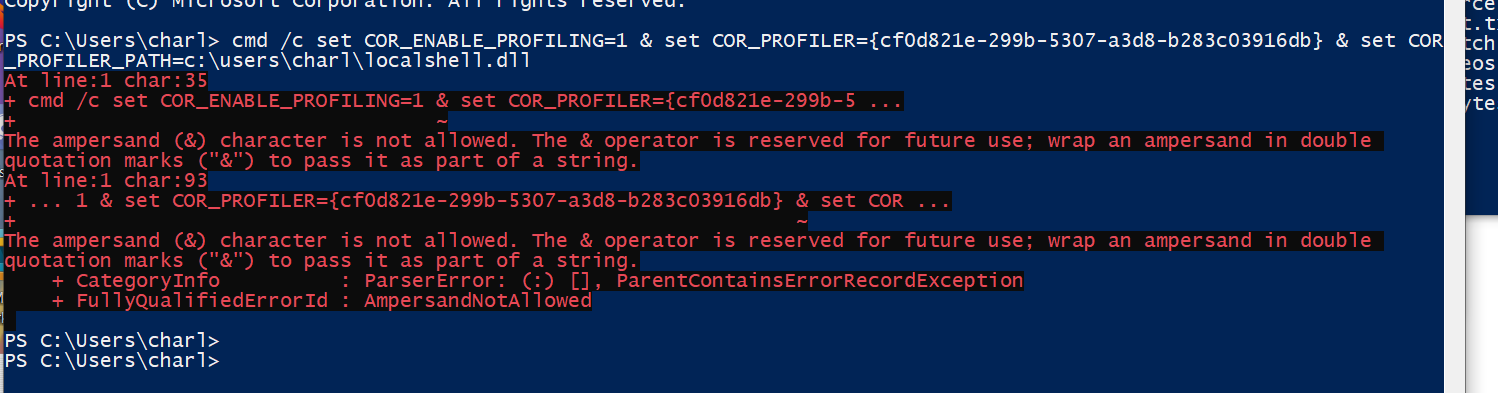 Copyright (C) Microsoft Corporation. All rights reserved.
PS C:\Users\charl> cmd /c set COR_ENABLE_PROFILING=1 & set COR_PROFILER={cf0d821e-299b-5307-a3d8-b283c03916db} & set COR
_PROFILER_PATH=c:\users\charl\localshell.dll
At line:1 char:35
+ cmd /c set COR_ENABLE_PROFILING=1 & set COR_PROFILER={cf0d821e-299b-5 ...
+                                   ~
The ampersand (&) character is not allowed. The & operator is reserved for future use; wrap an ampersand in double
quotation marks ("&") to pass it as part of a string.
At line:1 char:93
+ ... 1 & set COR_PROFILER={cf0d821e-299b-5307-a3d8-b283c03916db} & set COR ...
+                                                                 ~
The ampersand (&) character is not allowed. The & operator is reserved for future use; wrap an ampersand in double
quotation marks ("&") to pass it as part of a string.
    + CategoryInfo          : ParserError: (:) [], ParentContainsErrorRecordException
    + FullyQualifiedErrorId : AmpersandNotAllowed
PS C:\Users\charl>
PS C:\Users\charl>